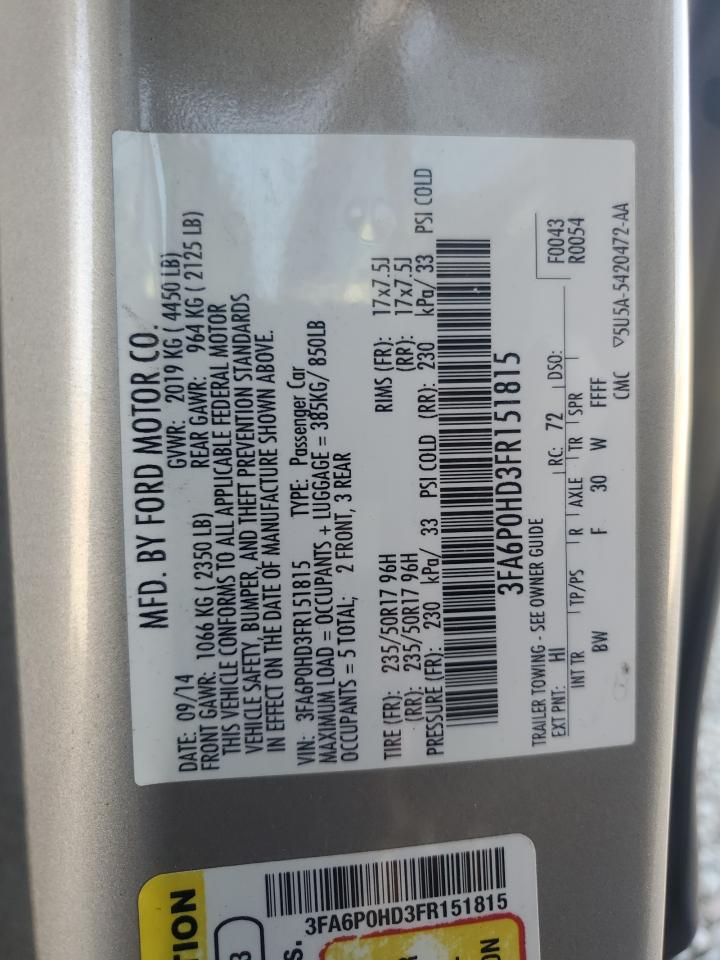 MFD. BY FORD MOTOR CO.
DATE: 09/14 GVWR: 2019 KG ( 4450 LB)
FRONT GAWR: 1066 KG ( 2350 LB) REAR GAWR: 964 KG ( 2125 LB)
THIS VEHICLE CONFORMS TO ALL APPLICABLE FEDERAL MOTOR
VEHICLE SAFETY, BUMPER, AND THEFT PREVENTION STANDARDS
IN EFFECT ON THE DATE OF MANUFACTURE SHOWN ABOVE.
VIN: 3FA6P0HD3FR151815 TYPE: Passenger Car
MAXIMUM LOAD = OCCUPANTS + LUGGAGE = 385KG/ 850LB
OCCUPANTS = 5 TOTAL; 2 FRONT, 3 REAR
TIRE (FR): 235/50R17 96H RIMS (FR): 17x7.5J
(RR): 235/50R17 96H (RR): 17x7.5J
PRESSURE (FR): 230 kPa/ 33 PSI COLD (RR): 230 kPa/ 33 PSI COLD
3FA6P0HD3FR151815
TRAILER TOWING - SEE OWNER GUIDE
EXT PNT: HI RC: 72 DSO: F0043
R0054
INT TR TP/PS R AXLE TR SPR
BW F 30 W FFFF
CMC ▽5U5A-5420472-AA
TION
3
S.
3FA6P0HD3FR151815